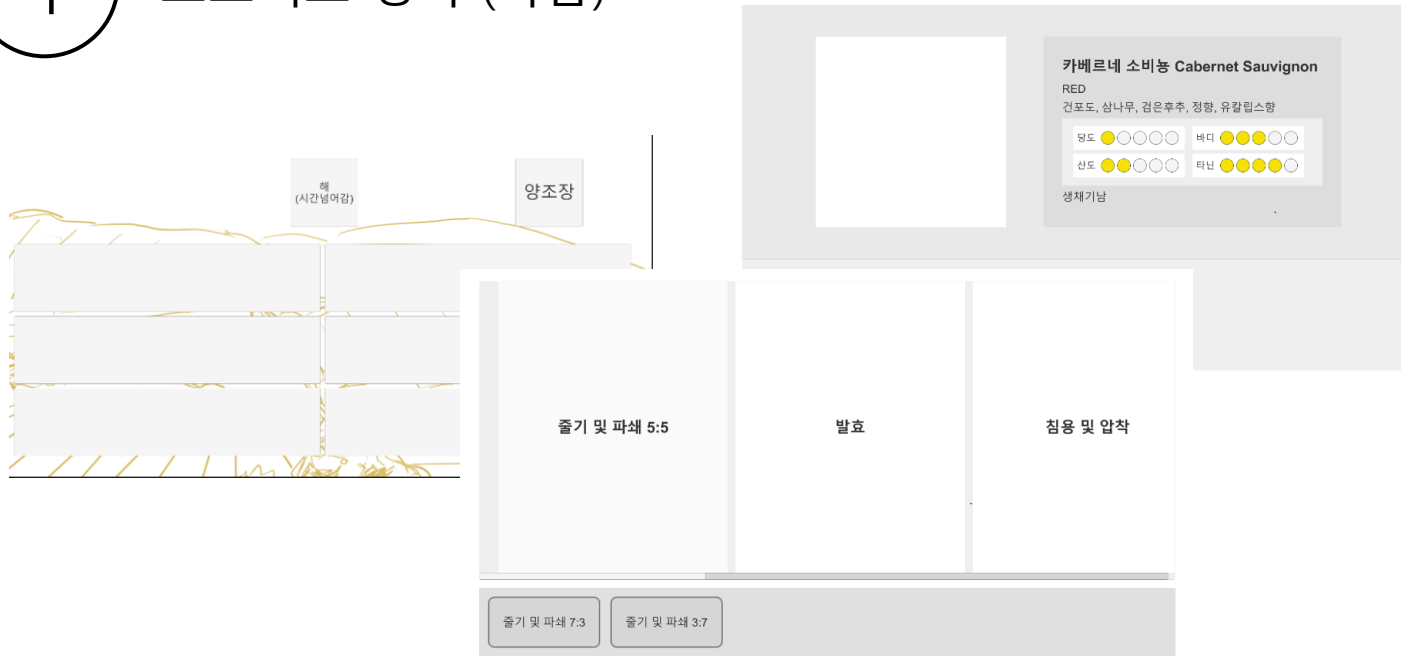 카베르네 소비뇽 Cabernet Sauvignon
RED
건포도, 삼나무, 검은후추, 정향, 유칼립스향
당도
바디
산도
타닌
생채기남
해
(시간넘어감)
양조장
줄기 및 파쇄 5:5
발효
침용 및 압착
줄기 및 파쇄 7:3
줄기 및 파쇄 3:7